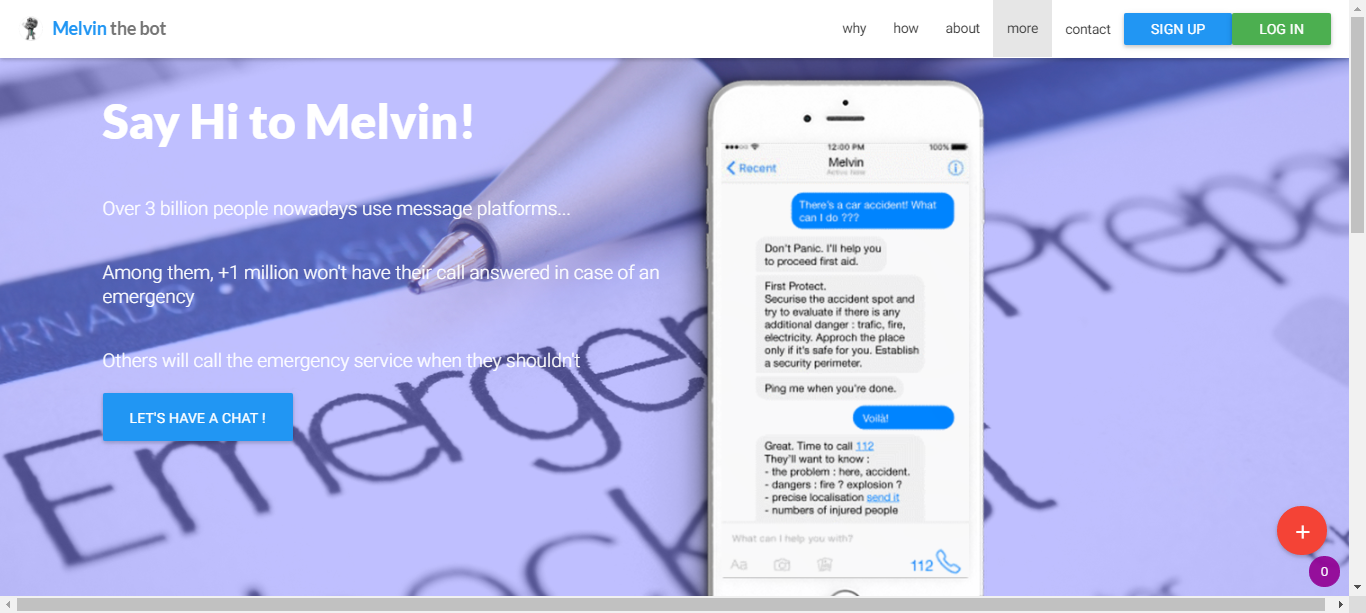 Melvin the bot
why how about more contact SIGN UP LOG IN
Say Hi to Melvin!
Over 3 billion people nowadays use message platforms...
Among them, +1 million won't have their call answered in case of an
emergency
Others will call the emergency service when they shouldn't
LET'S HAVE A CHAT !
12:00 PM 100%
Recent Melvin
Active Now
There's a car accident! What
can I do ???
Don't Panic. I'll help you
to proceed first aid.
First Protect.
Securise the accident spot and
try to evaluate if there is any
additional danger : trafic, fire,
electricity. Approch the place
only if it's safe for you. Establish
a security perimeter.
Ping me when you're done.
Voilà!
Great. Time to call 112
They'll want to know :
- the problem : here, accident.
- dangers : fire ? explosion ?
- precise localisation send it
- numbers of injured people
What can I help you with?
Aa 112
+
0